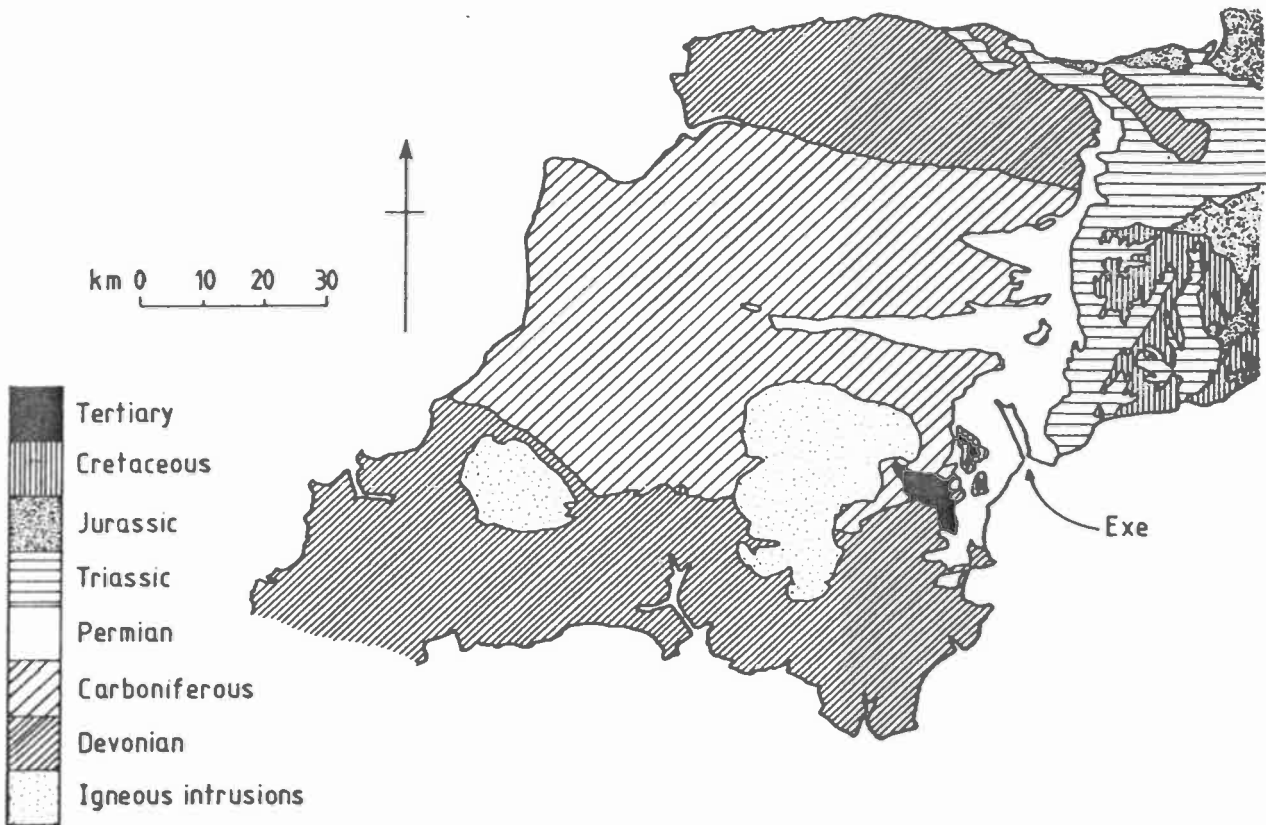 km 0 10 20 30
Tertiary
Cretaceous
Jurassic
Triassic
Permian
Carboniferous
Devonian
Igneous intrusions
Exe